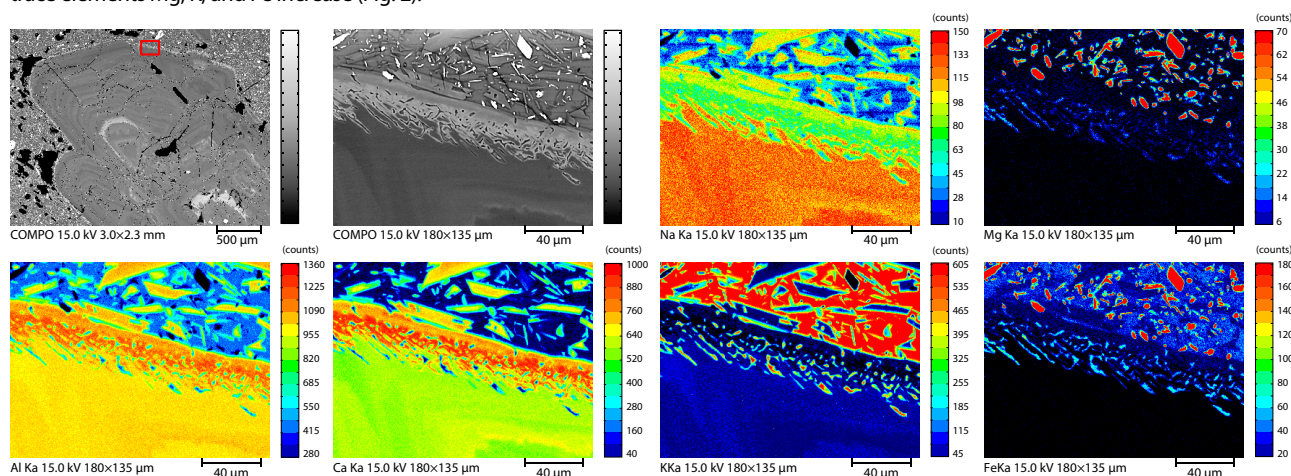 trace elements Mg, K, and Fe increase (Fig. 2).
COMPO 15.0 kV 3.0×2.3 mm
500 µm
COMPO 15.0 kV 180×135 µm
40 µm
(counts)
150
133
115
98
80
63
45
28
10
Na Ka 15.0 kV 180×135 µm
40 µm
(counts)
70
62
54
46
38
36
22
14
6
Mg Ka 15.0 kV 180×135 µm
40 µm
(counts)
1360
1225
1090
955
820
685
550
415
280
Al Ka 15.0 kV 180×135 µm
40 µm
(counts)
1000
880
760
640
520
400
280
160
40
Ca Ka 15.0 kV 180×135 µm
40 µm
(counts)
605
535
465
395
325
255
185
115
45
KKa 15.0 kV 180×135 µm
40 µm
(counts)
180
160
140
120
100
80
60
40
20
FeKa 15.0 kV 180×135 µm
40 µm